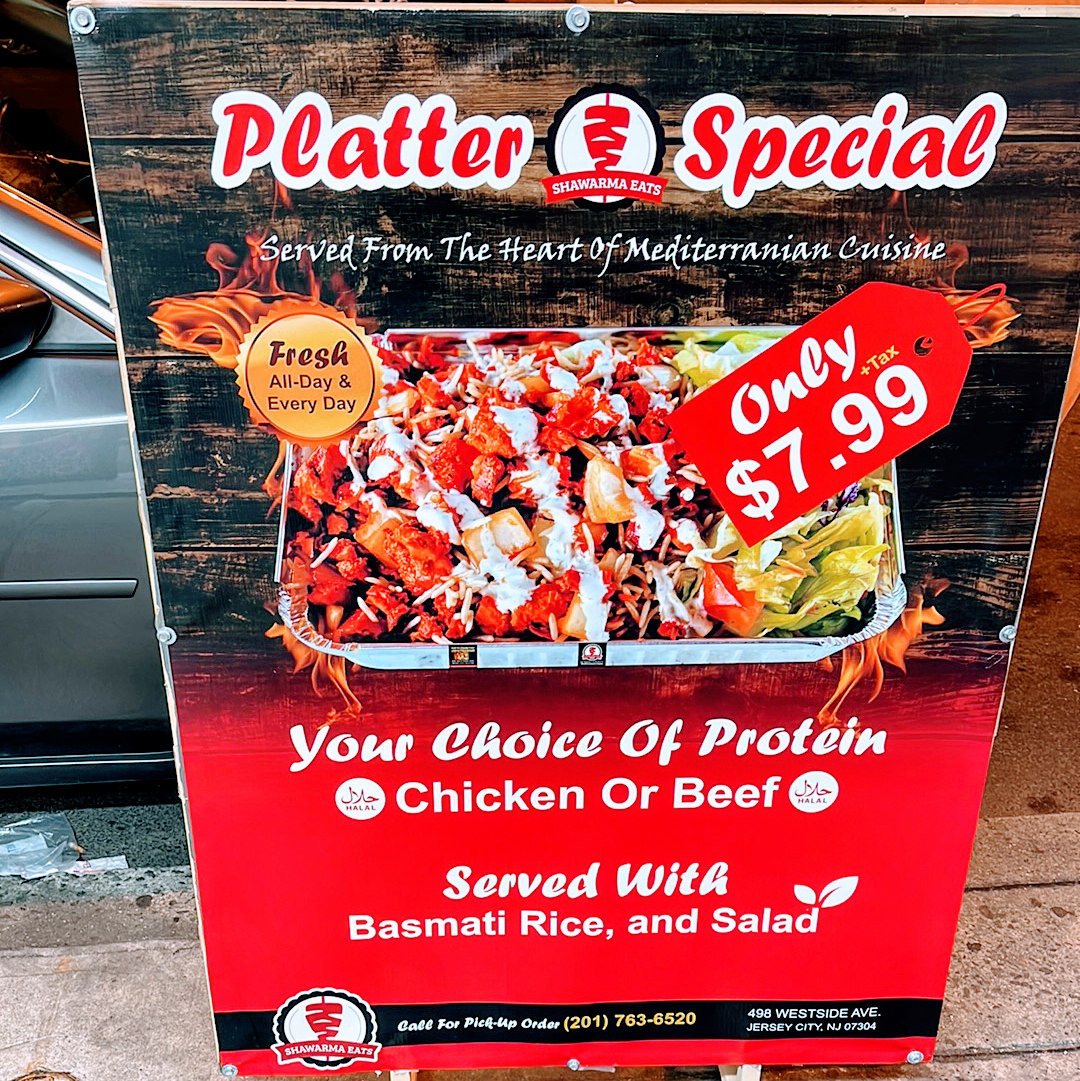 Platter Special
SHAWARMA EATS
Served From The Heart Of Mediterranian Cuisine
Fresh
All-Day &
Every Day
Only
+Tax
$7.99
Your Choice Of Protein
حلال
HALAL
Chicken Or Beef
حلال
HALAL
Served With
Basmati Rice, and Salad
SHAWARMA EATS
Call For Pick-Up Order (201) 763-6520
498 WESTSIDE AVE.
JERSEY CITY, NJ 07304